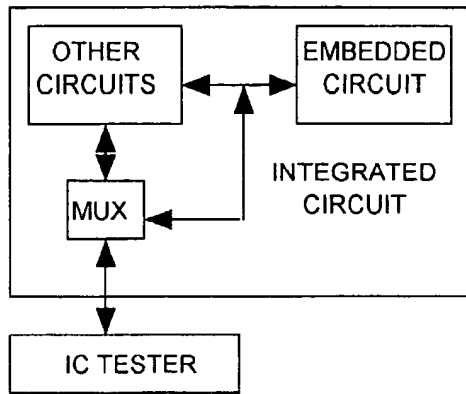 OTHER
CIRCUITS
EMBEDDED
CIRCUIT
INTEGRATED
CIRCUIT
MUX
IC TESTER